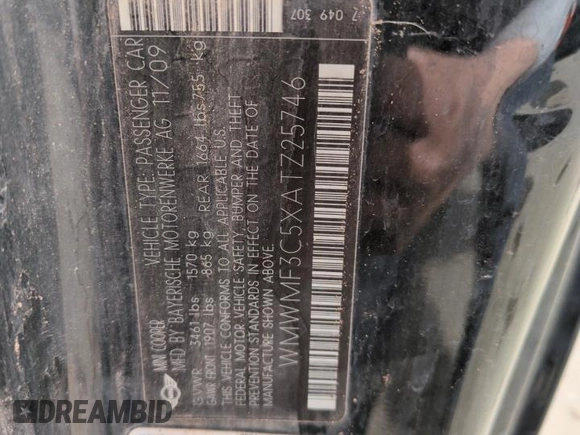 7 049 307
MINI COOPER
VEHICLE TYPE: PASSENGER CAR
MFD BY BAYERISCHE MOTORENWERKE AG 11/09
GVWR 3461 lbs 1570 kg
GAWR FRONT 1907 lbs 865 kg REAR 1664 lbs 755 kg
THIS VEHICLE CONFORMS TO ALL APPLICABLE U.S.
FEDERAL MOTOR VEHICLE SAFETY, BUMPER AND THEFT
PREVENTION STANDARDS IN EFFECT ON THE DATE OF
MANUFACTURE SHOWN ABOVE.
WMWMF3C5XATZ25746
DREAMBID